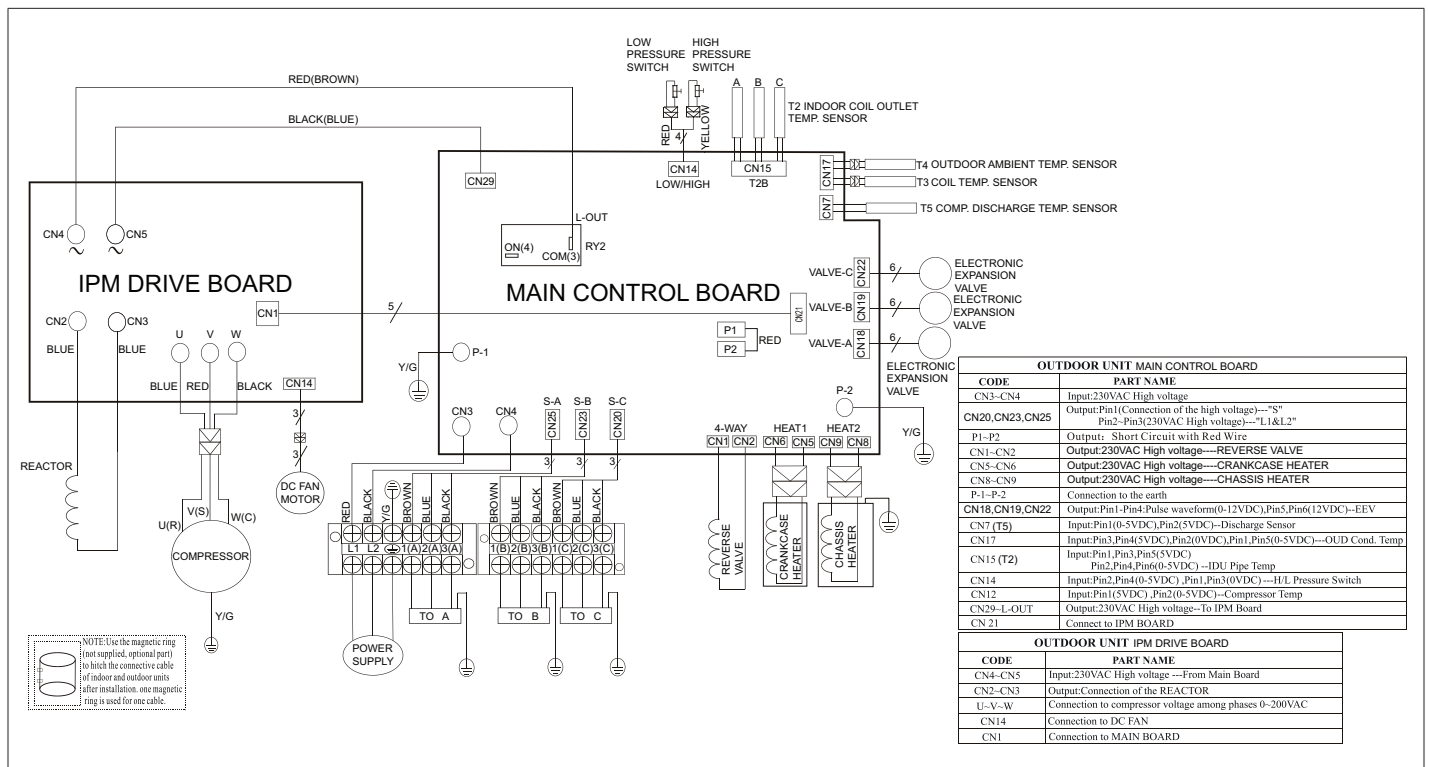 LOW
PRESSURE
SWITCH
HIGH
PRESSURE
SWITCH
RED(BROWN)
BLACK(BLUE)
A
B
C
T2 INDOOR COIL OUTLET
TEMP. SENSOR
RED
4
YELLOW
CN14
LOW/HIGH
CN15
T2B
CN17
T4 OUTDOOR AMBIENT TEMP. SENSOR
T3 COIL TEMP. SENSOR
CN7
T5 COMP. DISCHARGE TEMP. SENSOR
CN29
L-OUT
ON(4)
COM(3)
RY2
CN4
CN5
IPM DRIVE BOARD
MAIN CONTROL BOARD
CN1
5
CN21
VALVE-C
CN22
6
ELECTRONIC
EXPANSION
VALVE
VALVE-B
CN19
6
ELECTRONIC
EXPANSION
VALVE
VALVE-A
CN18
6
ELECTRONIC
EXPANSION
VALVE
P1
P2
RED
CN2
CN3
BLUE
BLUE
U
V
W
BLUE
RED
BLACK
CN14
3
3
DC FAN
MOTOR
P-1
Y/G
P-2
Y/G
CN3
CN4
S-A
S-B
S-C
CN25
CN23
CN20
3
3
3
4-WAY
HEAT1
HEAT2
CN1
CN2
CN6
CN5
CN9
CN8
REACTOR
V(S)
U(R)
W(C)
COMPRESSOR
Y/G
RED
BLACK
Y/G
BROWN
BLUE
BLACK
BROWN
BLUE
BLACK
BROWN
BLUE
BLACK
L1
L2
1(A)
2(A)
3(A)
1(B)
2(B)
3(B)
1(C)
2(C)
3(C)
TO A
TO B
TO C
POWER
SUPPLY
REVERSE
VALVE
CRANKCASE
HEATER
CHASSIS
HEATER
NOTE:Use the magnetic ring
(not supplied, optional part)
to hitch the connective cable
of indoor and outdoor units
after installation. one magnetic
ring is used for one cable.
OUTDOOR UNIT MAIN CONTROL BOARD
CODE PART NAME
CN3~CN4 Input:230VAC High voltage
CN20,CN23,CN25 Output:Pin1(Connection of the high voltage)---"S"
Pin2~Pin3(230VAC High voltage)---"L1&L2"
P1~P2 Output: Short Circuit with Red Wire
CN1~CN2 Output:230VAC High voltage----REVERSE VALVE
CN5~CN6 Output:230VAC High voltage----CRANKCASE HEATER
CN8~CN9 Output:230VAC High voltage----CHASSIS HEATER
P-1~P-2 Connection to the earth
CN18,CN19,CN22 Output:Pin1-Pin4:Pulse waveform(0-12VDC),Pin5,Pin6(12VDC)--EEV
CN7 (T5) Input:Pin1(0-5VDC),Pin2(5VDC)--Discharge Sensor
CN17 Input:Pin3,Pin4(5VDC),Pin2(0VDC),Pin1,Pin5(0-5VDC)---OUD Cond. Temp
CN15 (T2) Input:Pin1,Pin3,Pin5(5VDC)
Pin2,Pin4,Pin6(0-5VDC) --IDU Pipe Temp
CN14 Input:Pin2,Pin4(0-5VDC) ,Pin1,Pin3(0VDC) ---H/L Pressure Switch
CN12 Input:Pin1(5VDC) ,Pin2(0-5VDC)--Compressor Temp
CN29~L-OUT Output:230VAC High voltage--To IPM Board
CN 21 Connect to IPM BOARD
OUTDOOR UNIT IPM DRIVE BOARD
CODE PART NAME
CN4~CN5 Input:230VAC High voltage ---From Main Board
CN2~CN3 Output:Connection of the REACTOR
U~V~W Connection to compressor voltage among phases 0~200VAC
CN14 Connection to DC FAN
CN1 Connection to MAIN BOARD